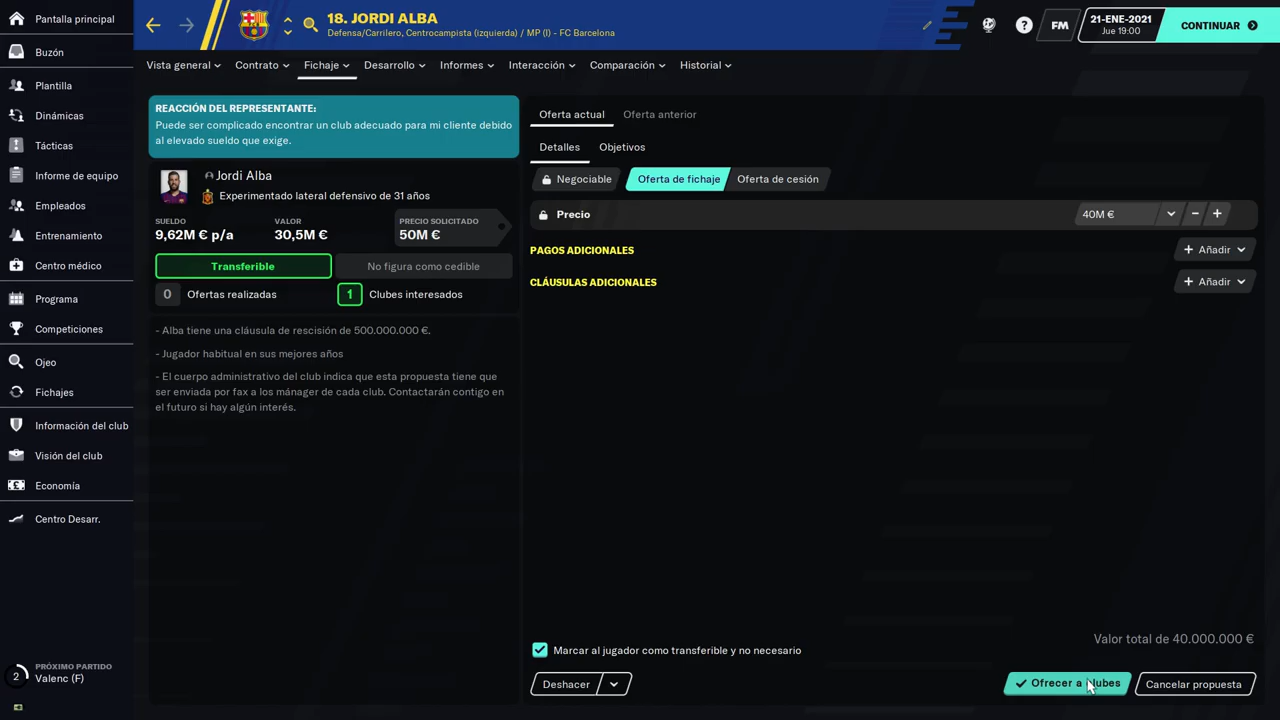 Pantalla principal
Buzón
Plantilla
Dinámicas
Tácticas
Informe de equipo
Empleados
Entrenamiento
Centro médico
Programa
Competiciones
Ojeo
Fichajes
Información del club
Visión del club
Economía
Centro Desarr.
2
PRÓXIMO PARTIDO
Valenc (F)
18. JORDI ALBA
Defensa/Carrilero, Centrocampista (izquierda) / MP (I) - FC Barcelona
?
FM
21-ENE-2021
Jue 19:00
CONTINUAR
Vista general
Contrato
Fichaje
Desarrollo
Informes
Interacción
Comparación
Historial
REACCIÓN DEL REPRESENTANTE:
Puede ser complicado encontrar un club adecuado para mi cliente debido
al elevado sueldo que exige.
Jordi Alba
Experimentado lateral defensivo de 31 años
SUELDO
9,62M € p/a
VALOR
30,5M €
PRECIO SOLICITADO
50M €
Transferible
No figura como cedible
0 Ofertas realizadas
1 Clubes interesados
- Alba tiene una cláusula de rescisión de 500.000.000 €.
- Jugador habitual en sus mejores años
- El cuerpo administrativo del club indica que esta propuesta tiene que
ser enviada por fax a los mánager de cada club. Contactarán contigo en
el futuro si hay algún interés.
Oferta actual
Oferta anterior
Detalles
Objetivos
Negociable
Oferta de fichaje
Oferta de cesión
Precio
40M €
- +
PAGOS ADICIONALES
+ Añadir
CLÁUSULAS ADICIONALES
+ Añadir
Valor total de 40.000.000 €
Marcar al jugador como transferible y no necesario
Deshacer
Ofrecer a clubes
Cancelar propuesta